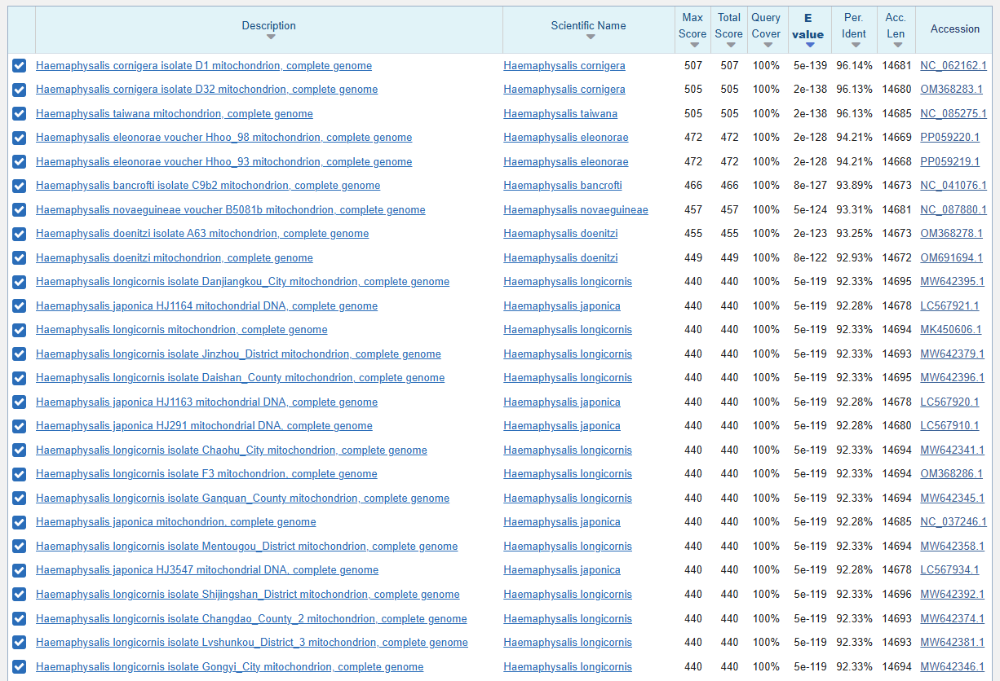 Description Scientific Name Max Score Total Score Query Cover E value Per. Ident Acc. Len Accession
Haemaphysalis cornigera isolate D1 mitochondrion, complete genome Haemaphysalis cornigera 507 507 100% 5e-139 96.14% 14681 NC_062162.1
Haemaphysalis cornigera isolate D32 mitochondrion, complete genome Haemaphysalis cornigera 505 505 100% 2e-138 96.13% 14680 OM368283.1
Haemaphysalis taiwana mitochondrion, complete genome Haemaphysalis taiwana 505 505 100% 2e-138 96.13% 14685 NC_085275.1
Haemaphysalis eleonorae voucher Hhoo_98 mitochondrion, complete genome Haemaphysalis eleonorae 472 472 100% 2e-128 94.21% 14669 PP059220.1
Haemaphysalis eleonorae voucher Hhoo_93 mitochondrion, complete genome Haemaphysalis eleonorae 472 472 100% 2e-128 94.21% 14668 PP059219.1
Haemaphysalis bancrofti isolate C9b2 mitochondrion, complete genome Haemaphysalis bancrofti 466 466 100% 8e-127 93.89% 14673 NC_041076.1
Haemaphysalis novaeguineae voucher B5081b mitochondrion, complete genome Haemaphysalis novaeguineae 457 457 100% 5e-124 93.31% 14681 NC_087880.1
Haemaphysalis doenitzi isolate A63 mitochondrion, complete genome Haemaphysalis doenitzi 455 455 100% 2e-123 93.25% 14673 OM368278.1
Haemaphysalis doenitzi mitochondrion, complete genome Haemaphysalis doenitzi 449 449 100% 8e-122 92.93% 14672 OM691694.1
Haemaphysalis longicornis isolate Danjiangkou_City mitochondrion, complete genome Haemaphysalis longicornis 440 440 100% 5e-119 92.33% 14695 MW642395.1
Haemaphysalis japonica HJ1164 mitochondrial DNA, complete genome Haemaphysalis japonica 440 440 100% 5e-119 92.28% 14678 LC567921.1
Haemaphysalis longicornis mitochondrion, complete genome Haemaphysalis longicornis 440 440 100% 5e-119 92.33% 14694 MK450606.1
Haemaphysalis longicornis isolate Jinzhou_District mitochondrion, complete genome Haemaphysalis longicornis 440 440 100% 5e-119 92.33% 14693 MW642379.1
Haemaphysalis longicornis isolate Daishan_County mitochondrion, complete genome Haemaphysalis longicornis 440 440 100% 5e-119 92.33% 14695 MW642396.1
Haemaphysalis japonica HJ1163 mitochondrial DNA, complete genome Haemaphysalis japonica 440 440 100% 5e-119 92.28% 14678 LC567920.1
Haemaphysalis japonica HJ291 mitochondrial DNA, complete genome Haemaphysalis japonica 440 440 100% 5e-119 92.28% 14680 LC567910.1
Haemaphysalis longicornis isolate Chaohu_City mitochondrion, complete genome Haemaphysalis longicornis 440 440 100% 5e-119 92.33% 14694 MW642341.1
Haemaphysalis longicornis isolate F3 mitochondrion, complete genome Haemaphysalis longicornis 440 440 100% 5e-119 92.33% 14694 OM368286.1
Haemaphysalis longicornis isolate Ganquan_County mitochondrion, complete genome Haemaphysalis longicornis 440 440 100% 5e-119 92.33% 14694 MW642345.1
Haemaphysalis japonica mitochondrion, complete genome Haemaphysalis japonica 440 440 100% 5e-119 92.28% 14685 NC_037246.1
Haemaphysalis longicornis isolate Mentougou_District mitochondrion, complete genome Haemaphysalis longicornis 440 440 100% 5e-119 92.33% 14694 MW642358.1
Haemaphysalis japonica HJ3547 mitochondrial DNA, complete genome Haemaphysalis japonica 440 440 100% 5e-119 92.28% 14678 LC567934.1
Haemaphysalis longicornis isolate Shijingshan_District mitochondrion, complete genome Haemaphysalis longicornis 440 440 100% 5e-119 92.33% 14696 MW642392.1
Haemaphysalis longicornis isolate Changdao_County_2 mitochondrion, complete genome Haemaphysalis longicornis 440 440 100% 5e-119 92.33% 14693 MW642374.1
Haemaphysalis longicornis isolate Lvshunkou_District_3 mitochondrion, complete genome Haemaphysalis longicornis 440 440 100% 5e-119 92.33% 14693 MW642381.1
Haemaphysalis longicornis isolate Gongyi_City mitochondrion, complete genome Haemaphysalis longicornis 440 440 100% 5e-119 92.33% 14694 MW642346.1